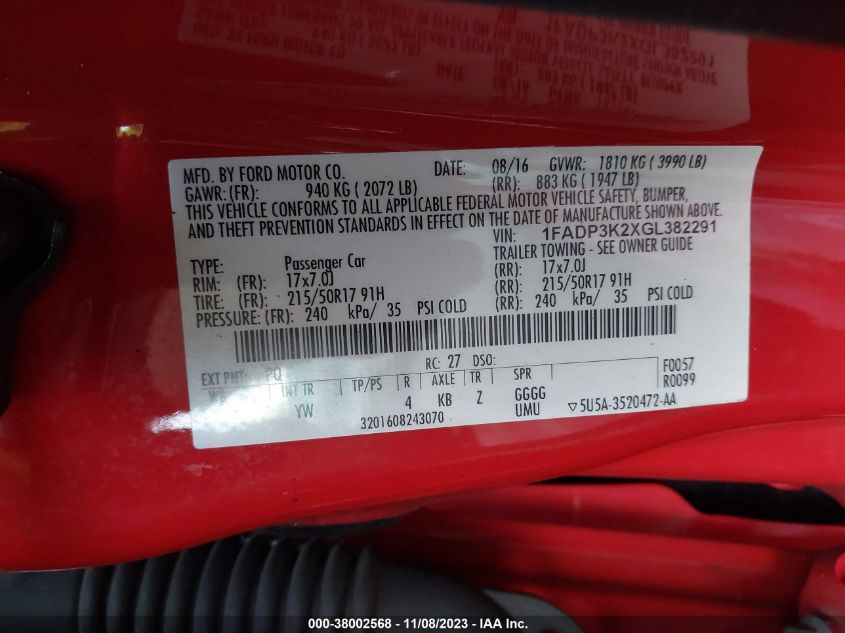 MFD. BY FORD MOTOR CO. DATE: 08/16 GVWR: 1810 KG ( 3990 LB)
GAWR: (FR): 940 KG ( 2072 LB) (RR): 883 KG ( 1947 LB)
THIS VEHICLE CONFORMS TO ALL APPLICABLE FEDERAL MOTOR VEHICLE SAFETY, BUMPER,
AND THEFT PREVENTION STANDARDS IN EFFECT ON THE DATE OF MANUFACTURE SHOWN ABOVE.
VIN: 1FADP3K2XGL382291
TYPE: Passenger Car TRAILER TOWING - SEE OWNER GUIDE
RIM: (FR): 17x7.0J (RR): 17x7.0J
TIRE: (FR): 215/50R17 91H (RR): 215/50R17 91H
PRESSURE: (FR): 240 kPa/ 35 PSI COLD (RR): 240 kPa/ 35 PSI COLD
EXT PNT: PQ RC: 27 DSO: F0057
INT TR TP/PS R AXLE TR SPR R0099
YW 4 KB Z GGGG
UMU ▽5U5A-3520472-AA
3201608243070
000-38002568 - 11/08/2023 - iaacanada.ca